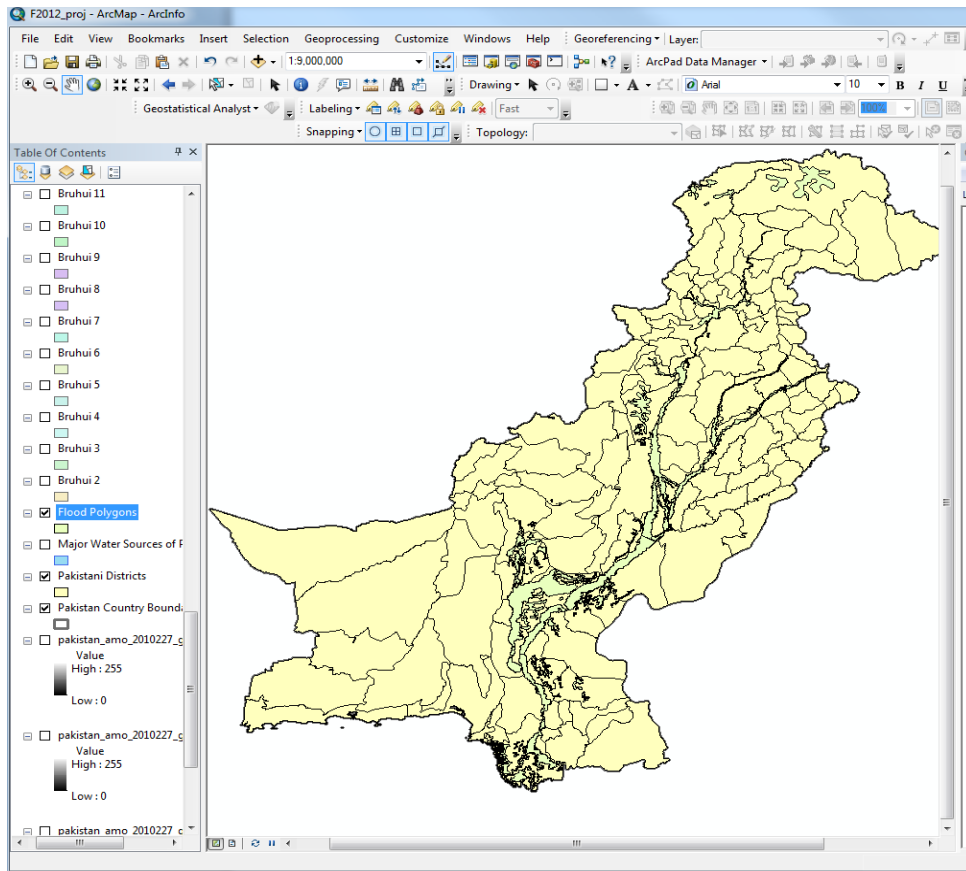 F2012_proj - ArcMap - ArcInfo
File Edit View Bookmarks Insert Selection Geoprocessing Customize Windows Help Georeferencing Layer:
1:9,000,000 ArcPad Data Manager
Drawing A Arial 10 B I U
Geostatistical Analyst Labeling Fast 100%
Snapping Topology:
Table Of Contents
Bruhui 11
Bruhui 10
Bruhui 9
Bruhui 8
Bruhui 7
Bruhui 6
Bruhui 5
Bruhui 4
Bruhui 3
Bruhui 2
Flood Polygons
Major Water Sources of
Pakistani Districts
Pakistan Country Bounda
pakistan_amo_2010227_g
Value
High : 255
Low : 0
pakistan_amo_2010227_g
Value
High : 255
Low : 0
pakistan_amo_2010227